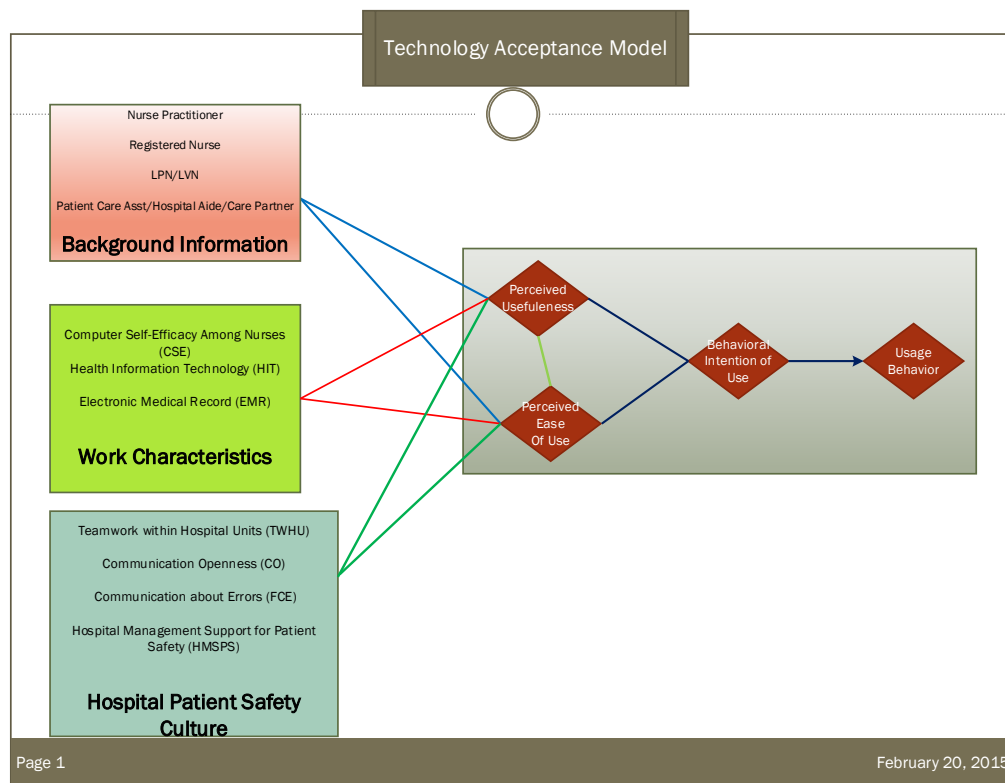 Technology Acceptance Model
Nurse Practitioner
Registered Nurse
LPN/LVN
Patient Care Asst/Hospital Aide/Care Partner
Background Information
Computer Self-Efficacy Among Nurses
(CSE)
Health Information Technology (HIT)
Electronic Medical Record (EMR)
Work Characteristics
Teamwork within Hospital Units (TWHU)
Communication Openness (CO)
Communication about Errors (FCE)
Hospital Management Support for Patient
Safety (HMSPS)
Hospital Patient Safety
Culture
Perceived
Usefulness
Perceived
Ease
Of Use
Behavioral
Intention of
Use
Usage
Behavior
Page 1
February 20, 2015